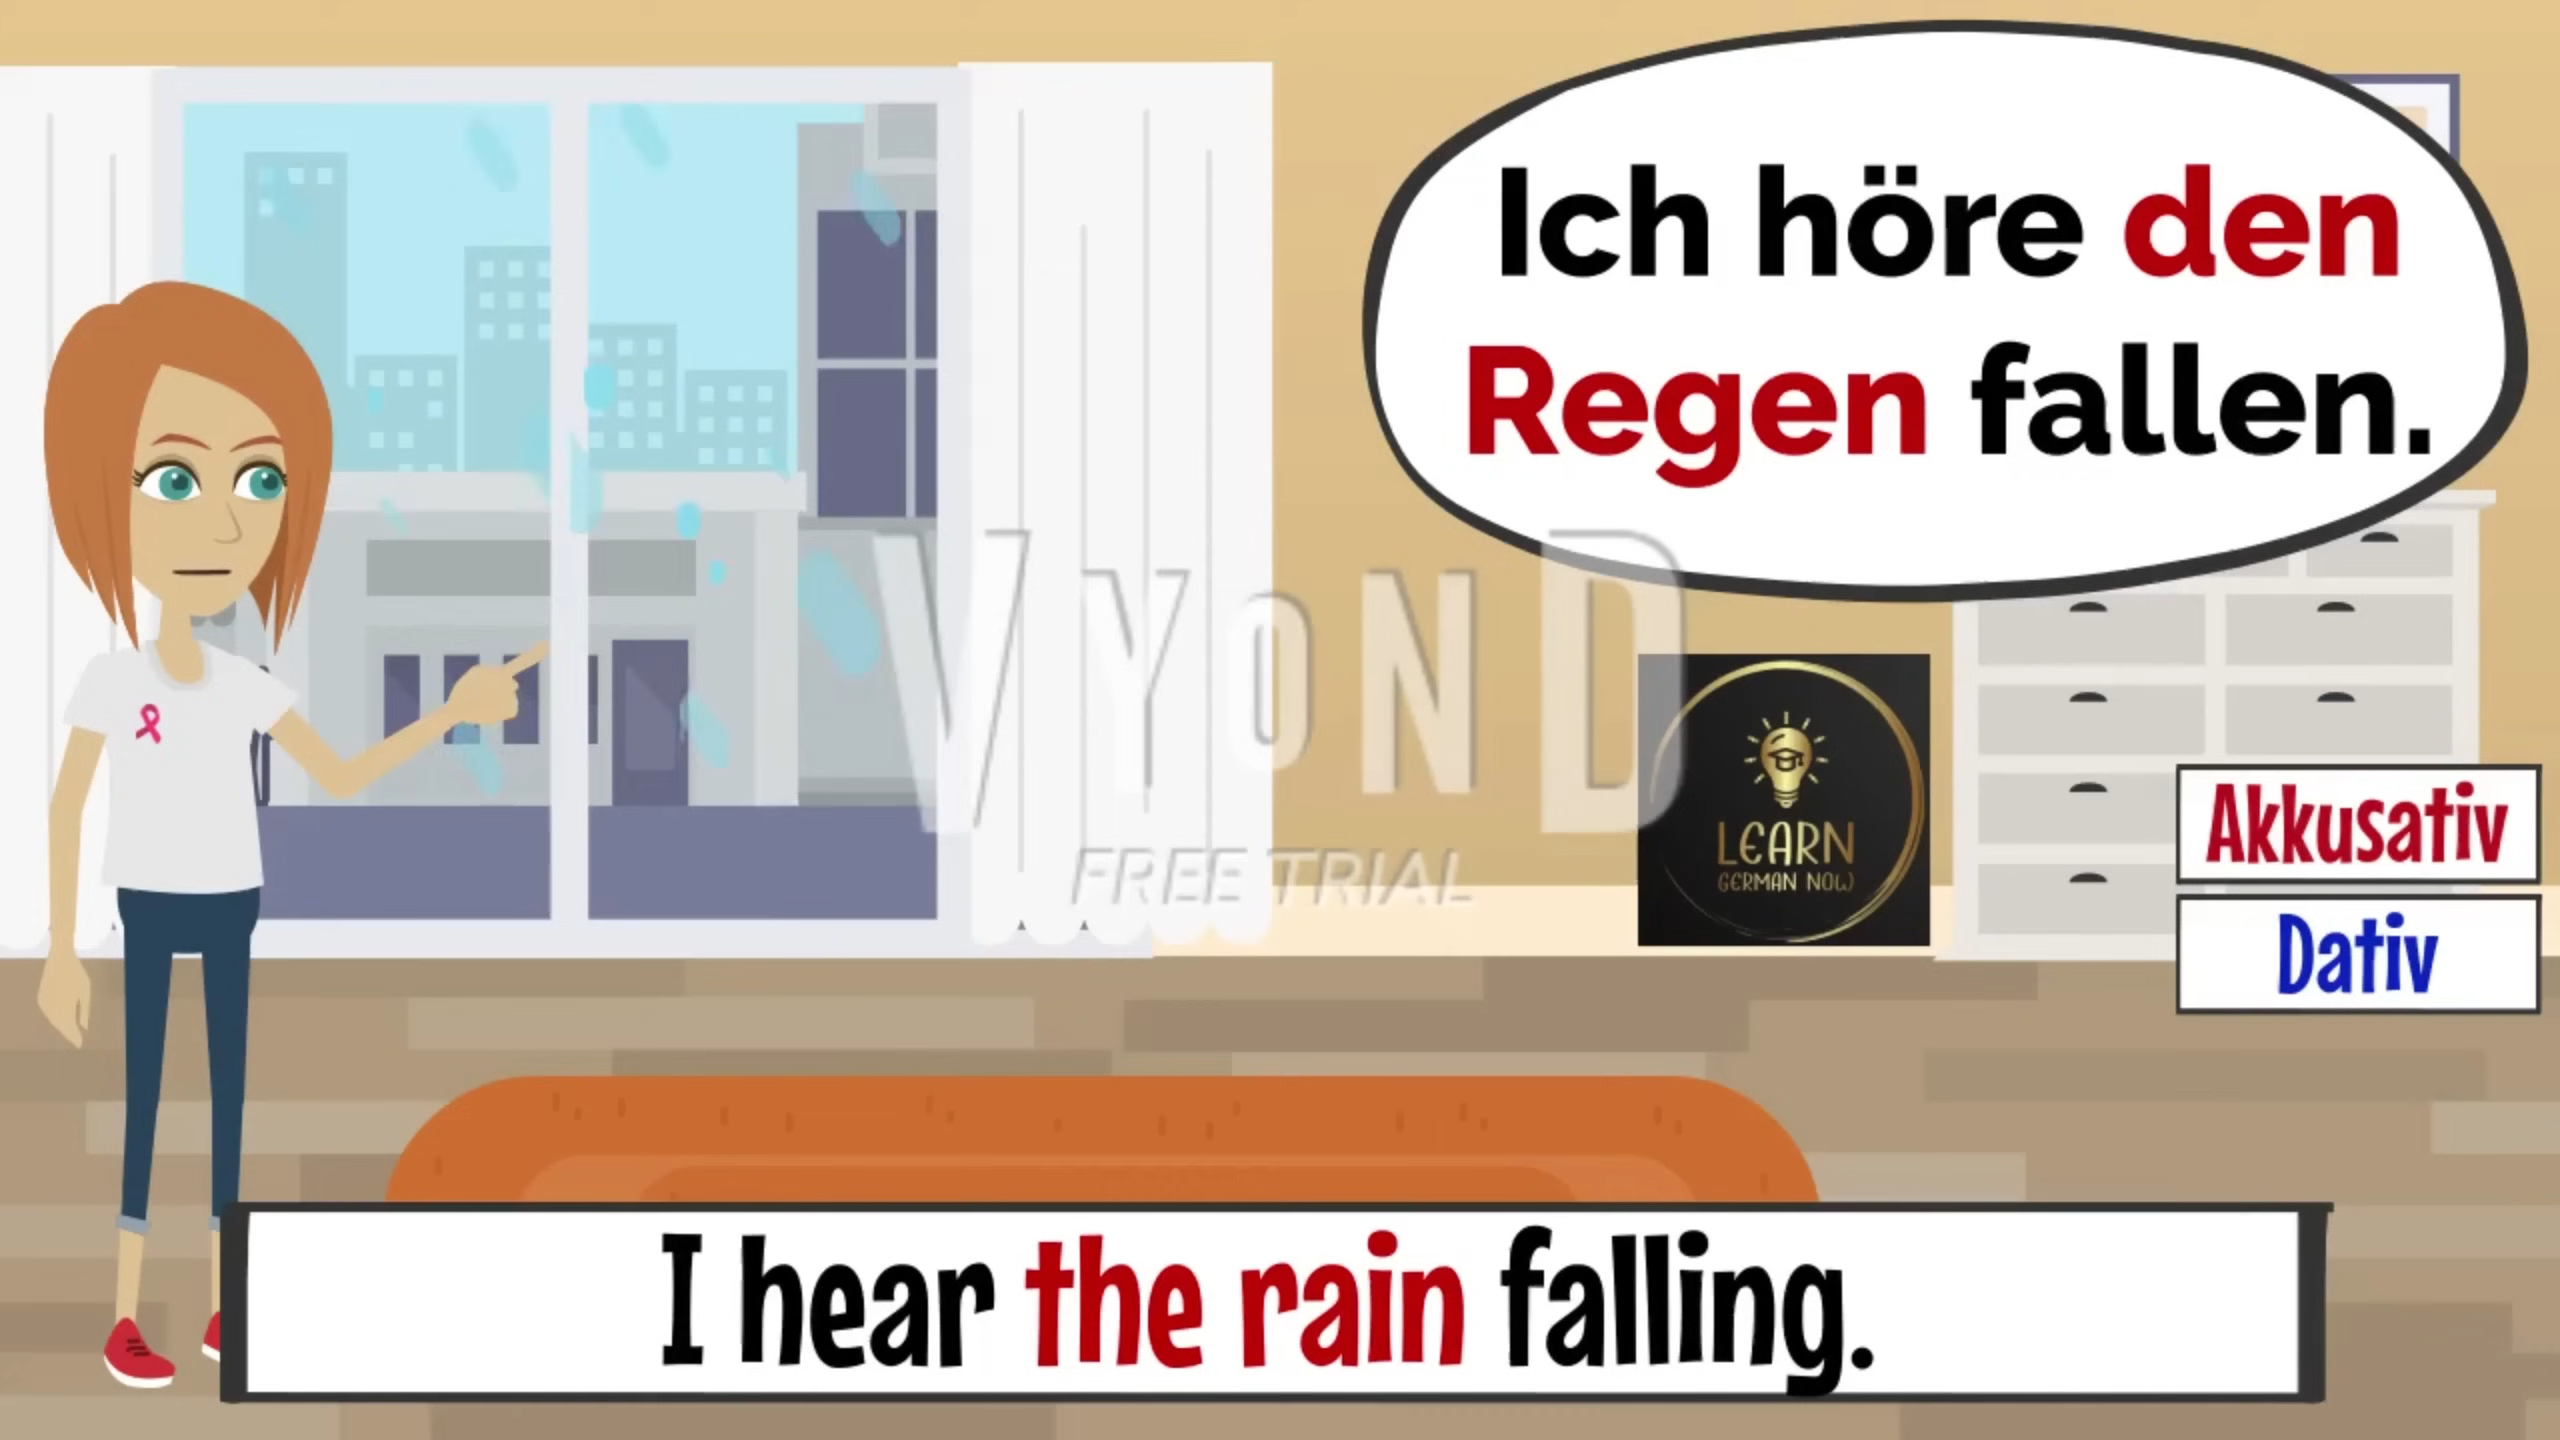 Ich höre den
Regen fallen.
VYOND
FREE TRIAL
LEARN
GERMAN NOW
Akkusativ
Dativ
I hear the rain falling.